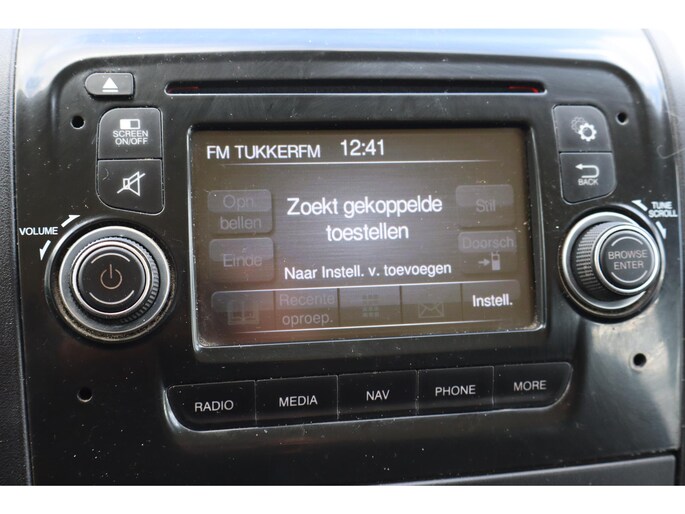 SCREEN
ON/OFF
VOLUME
FM TUKKERFM 12:41
Opn.
bellen
Zoekt gekoppelde
toestellen
Stil
Einde
Doorsch.
Naar Instell. v. toevoegen
Recente
oproep.
Instell.
BACK
TUNE
SCROLL
BROWSE
ENTER
RADIO
MEDIA
NAV
PHONE
MORE